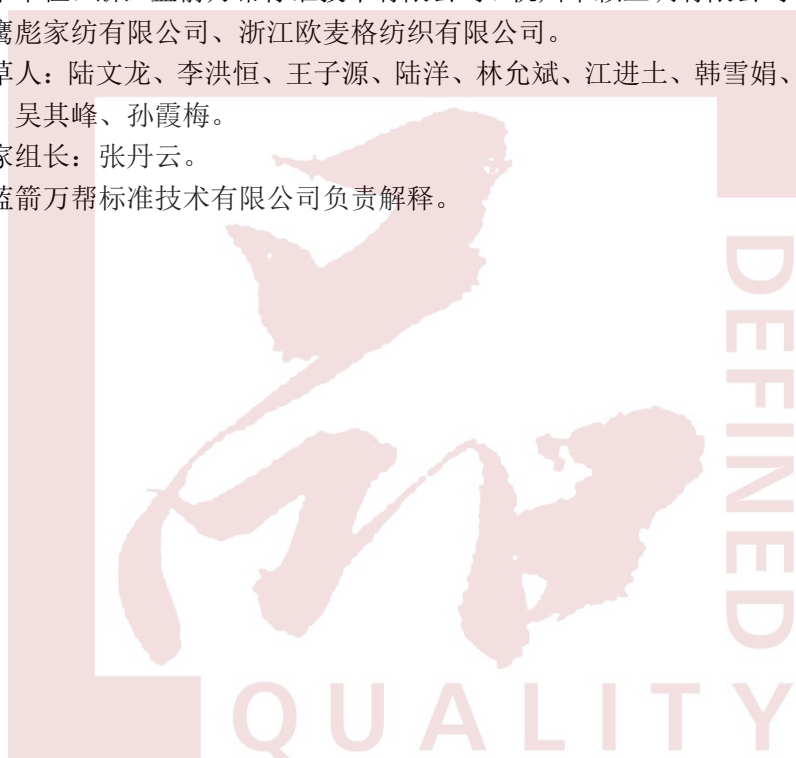 鹰彪家纺有限公司、浙江欧麦格纺织有限公司。
草人：陆文龙、李洪恒、王子源、陆洋、林允斌、江进土、韩雪娟、
吴其峰、孙霞梅。
家组长：张丹云。
蓝箭万帮标准技术有限公司负责解释。
DEFINED
QUALITY